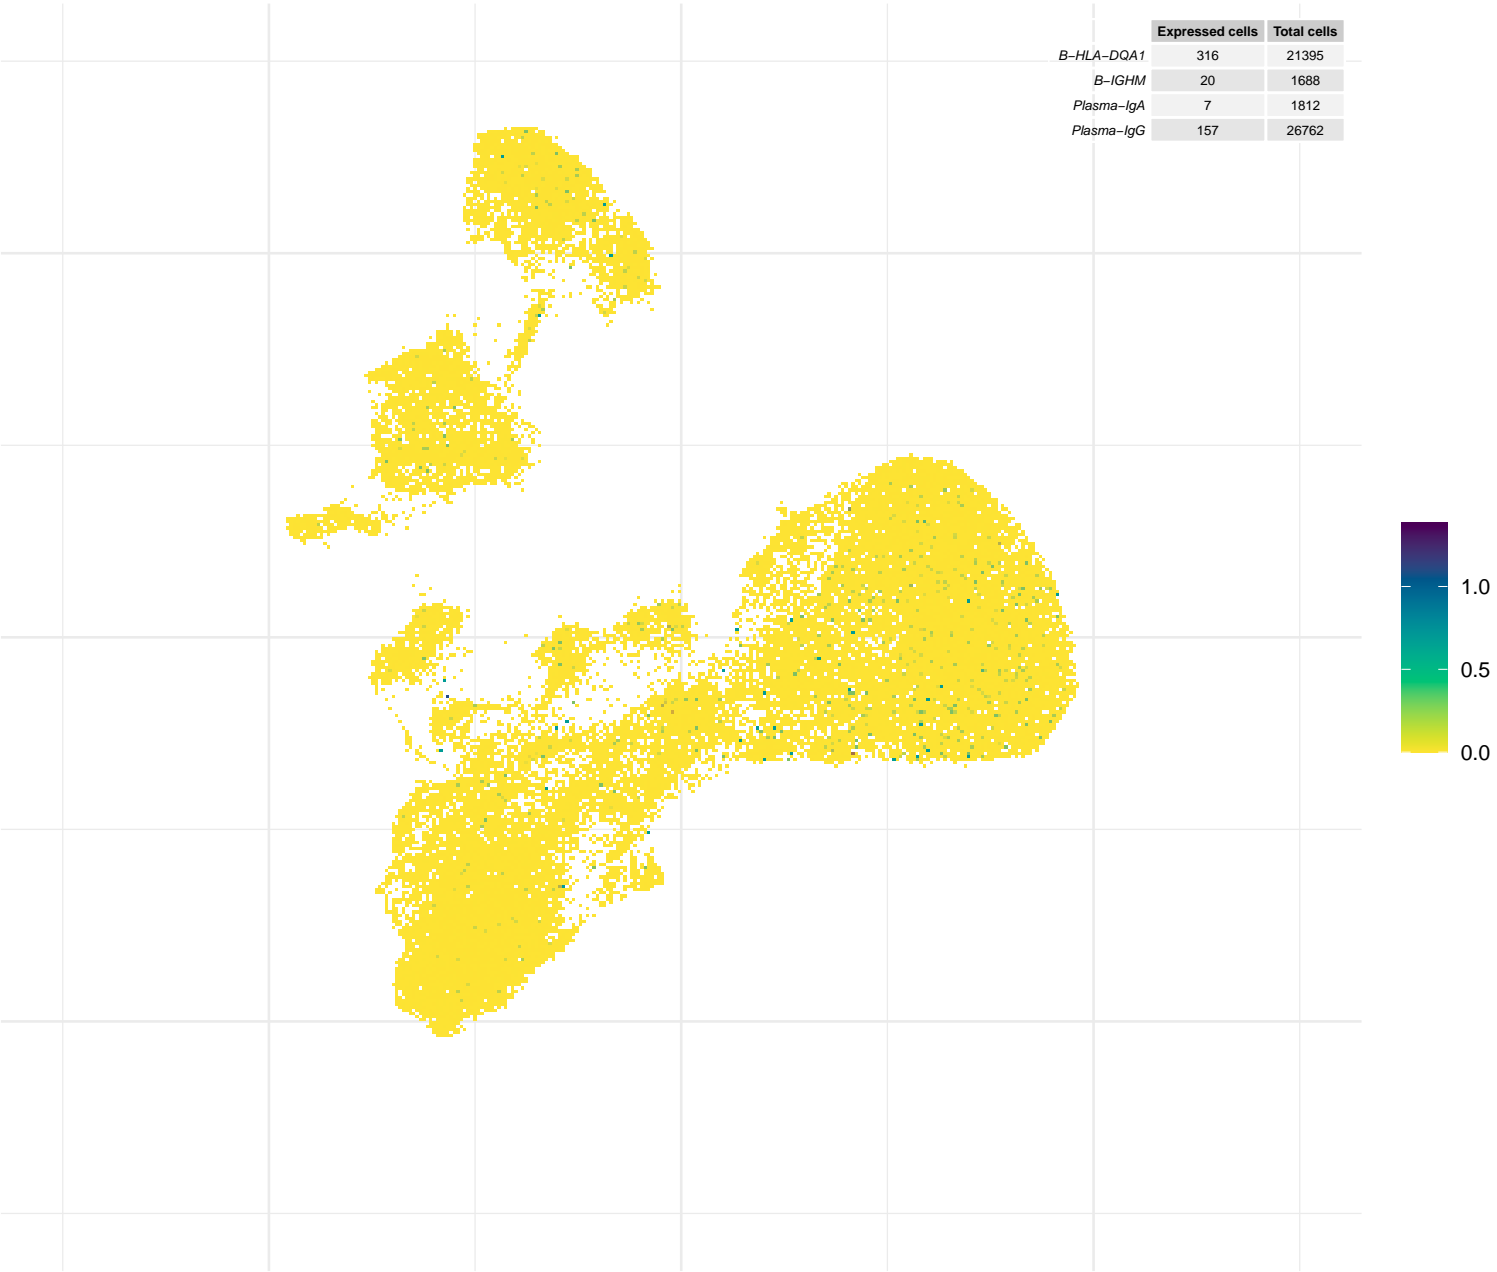 Expressed cells Total cells
B−HLA−DQA1 316 21395
B−IGHM 20 1688
Plasma−IgA 7 1812
Plasma−IgG 157 26762
1.0
0.5
0.0